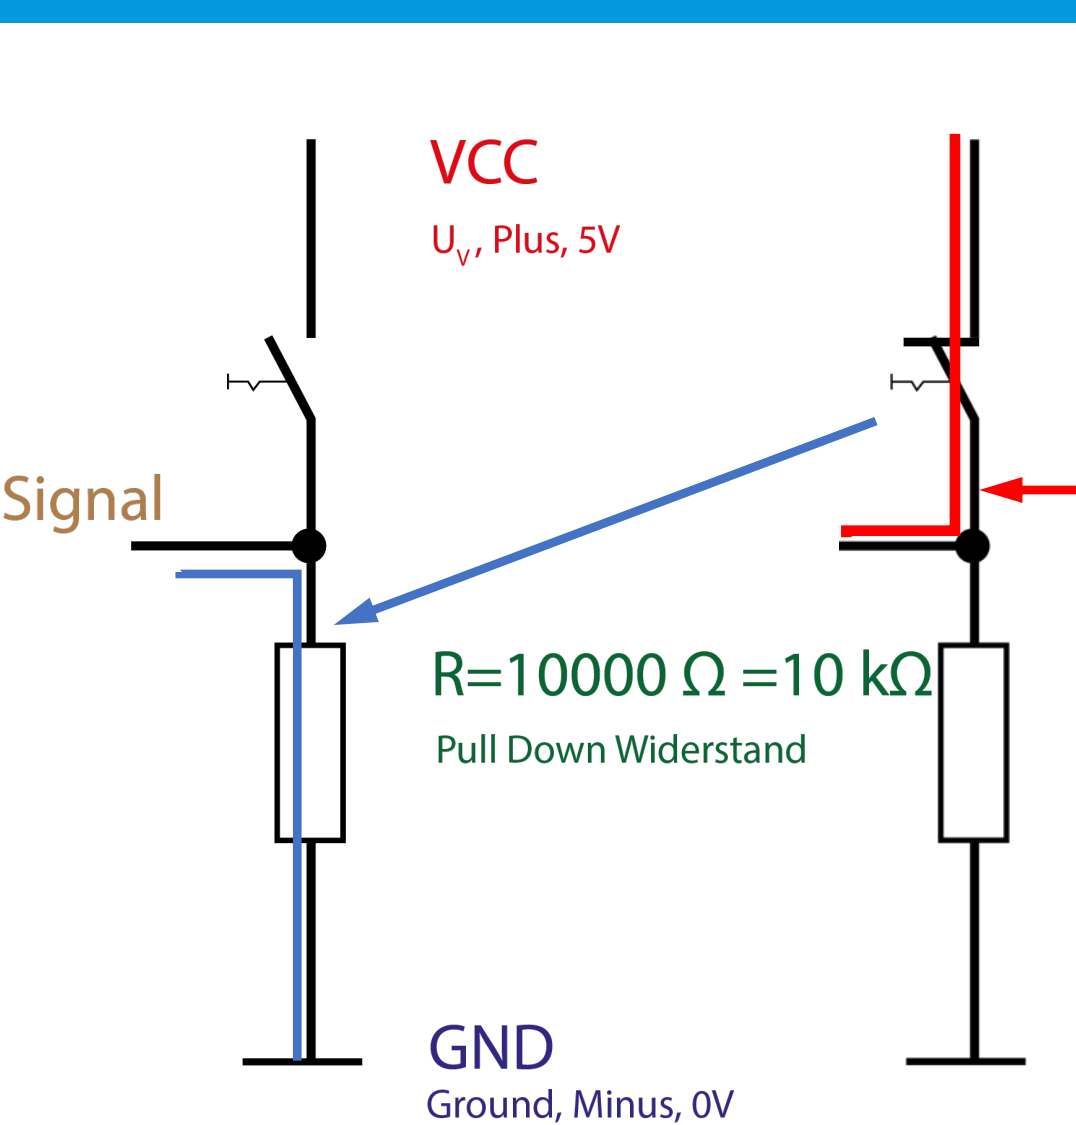 VCC
Uv, Plus, 5V
Signal
R=10000 Ω =10 kΩ
Pull Down Widerstand
GND
Ground, Minus, 0V